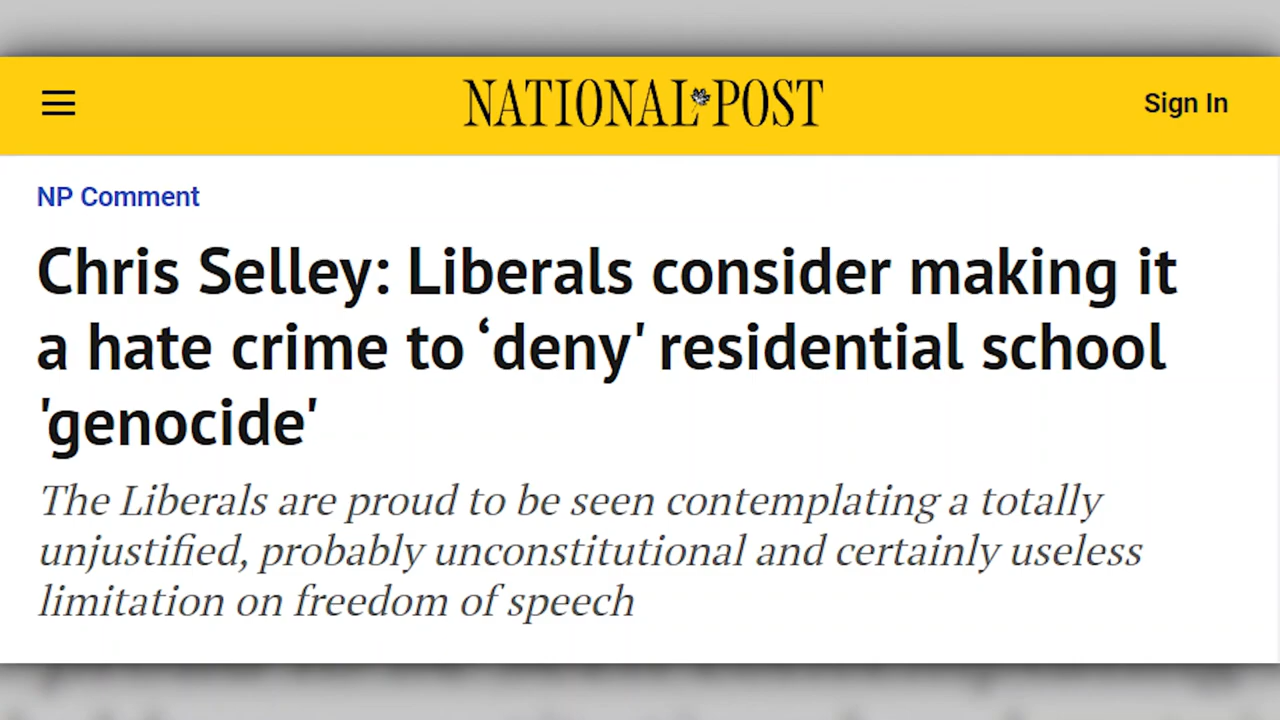 NATIONAL POST
Sign In
NP Comment
Chris Selley: Liberals consider making it
a hate crime to ‘deny' residential school
'genocide'
The Liberals are proud to be seen contemplating a totally
unjustified, probably unconstitutional and certainly useless
limitation on freedom of speech